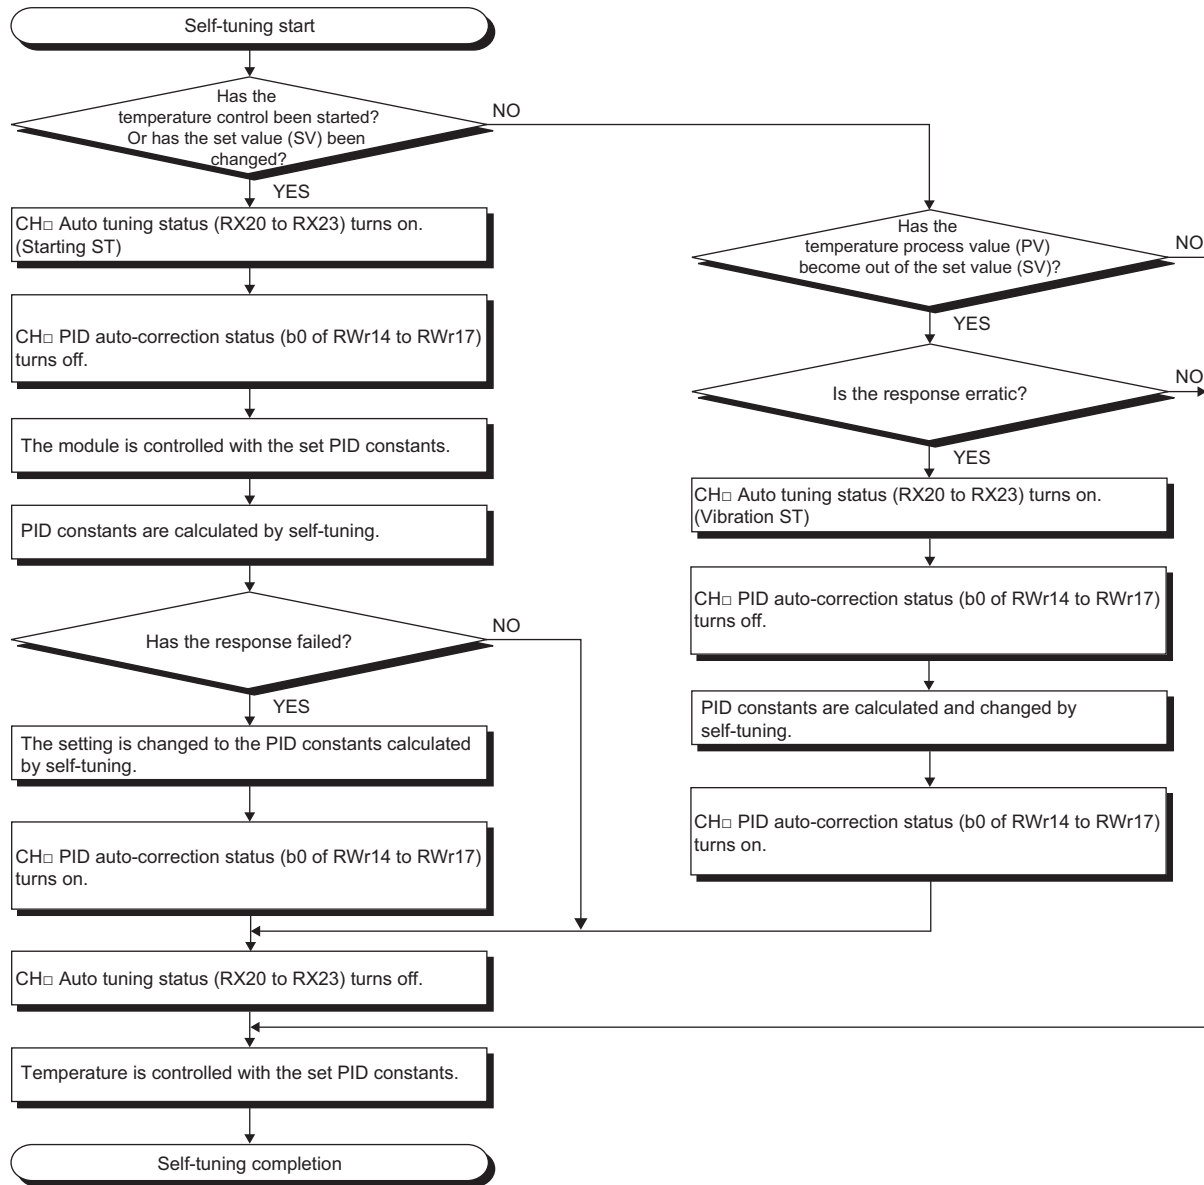 Self-tuning start
Has the
temperature control been started?
Or has the set value (SV) been
changed?
NO
YES
CH□ Auto tuning status (RX20 to RX23) turns on.
(Starting ST)
CH□ PID auto-correction status (b0 of RWr14 to RWr17)
turns off.
The module is controlled with the set PID constants.
PID constants are calculated by self-tuning.
Has the response failed?
NO
YES
The setting is changed to the PID constants calculated
by self-tuning.
CH□ PID auto-correction status (b0 of RWr14 to RWr17)
turns on.
CH□ Auto tuning status (RX20 to RX23) turns off.
Temperature is controlled with the set PID constants.
Self-tuning completion
Has the
temperature process value (PV)
become out of the set value (SV)?
NO
YES
Is the response erratic?
NO
YES
CH□ Auto tuning status (RX20 to RX23) turns on.
(Vibration ST)
CH□ PID auto-correction status (b0 of RWr14 to RWr17)
turns off.
PID constants are calculated and changed by
self-tuning.
CH□ PID auto-correction status (b0 of RWr14 to RWr17)
turns on.